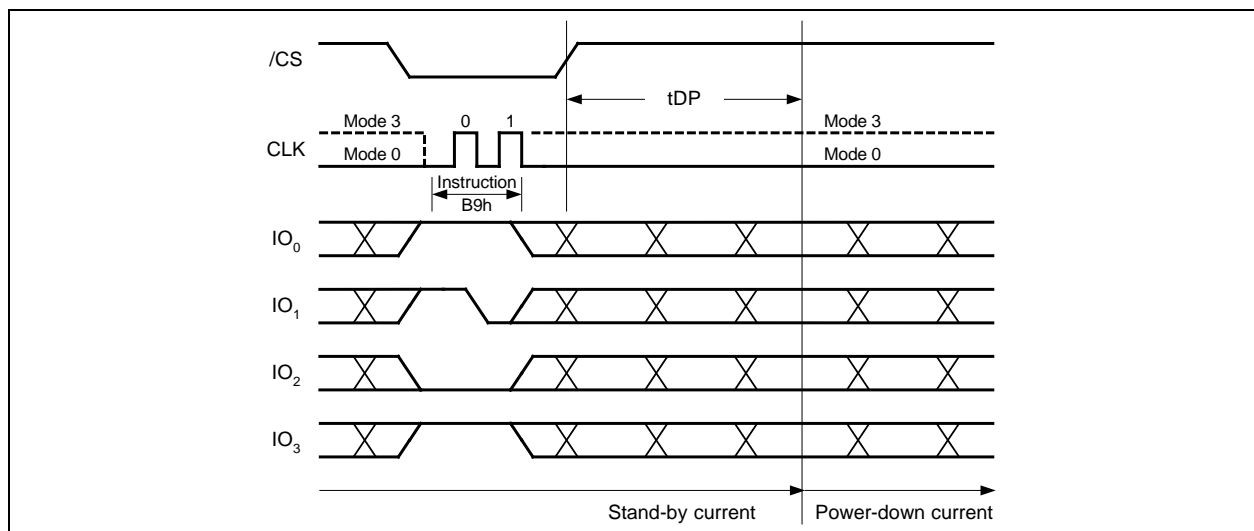 /CS
tDP
Mode 3 0 1 Mode 3
CLK
Mode 0 Mode 0
Instruction
B9h
IO0
IO1
IO2
IO3
Stand-by current Power-down current